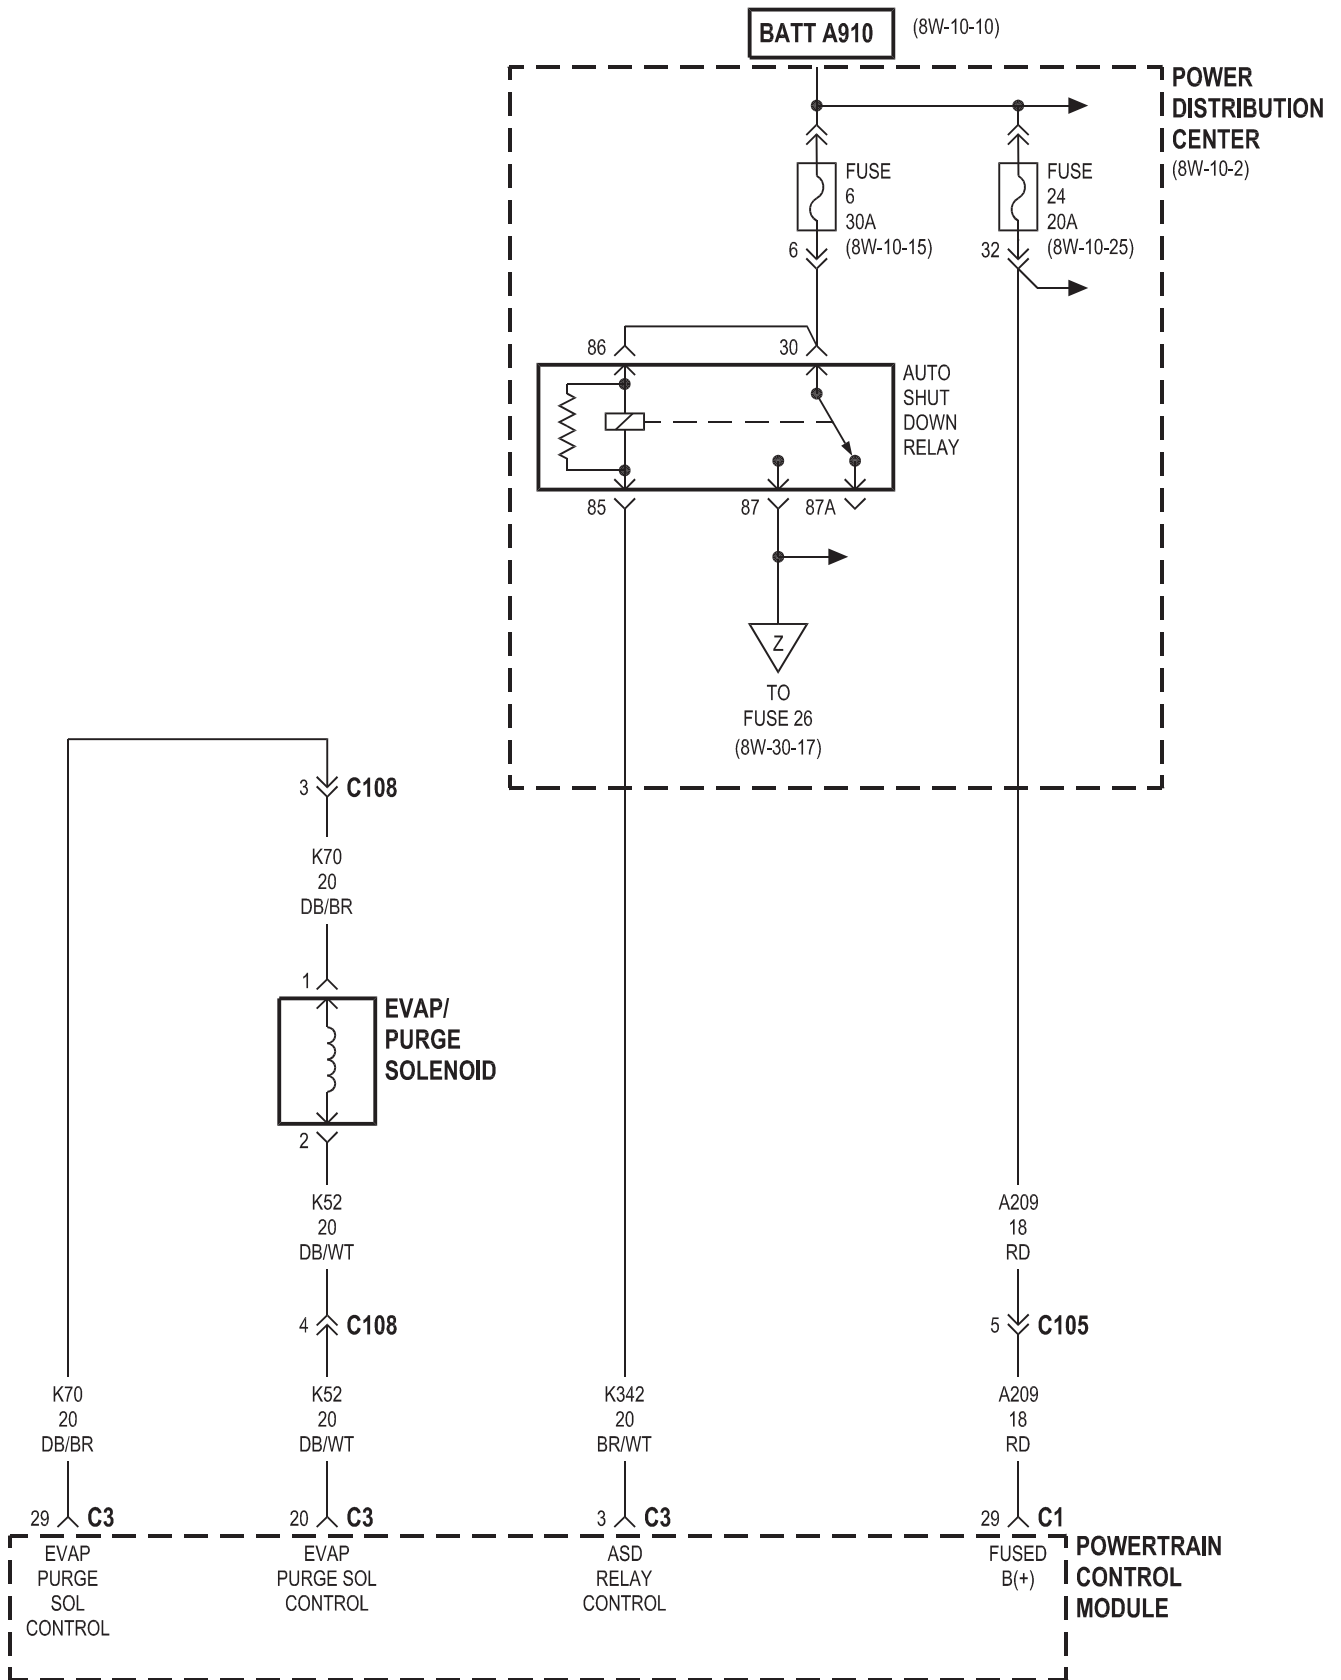 BATT A910
(8W-10-10)
POWER
DISTRIBUTION
CENTER
(8W-10-2)
FUSE
6
30A
(8W-10-15)
6
FUSE
24
20A
(8W-10-25)
32
86
30
AUTO
SHUT
DOWN
RELAY
85
87
87A
Z
TO
FUSE 26
(8W-30-17)
3
C108
K70
20
DB/BR
1
EVAP/
PURGE
SOLENOID
2
K52
20
DB/WT
A209
18
RD
4
C108
5
C105
K70
20
DB/BR
K52
20
DB/WT
K342
20
BR/WT
A209
18
RD
29
C3
20
C3
3
C3
29
C1
EVAP
PURGE
SOL
CONTROL
EVAP
PURGE SOL
CONTROL
ASD
RELAY
CONTROL
FUSED
B(+)
POWERTRAIN
CONTROL
MODULE